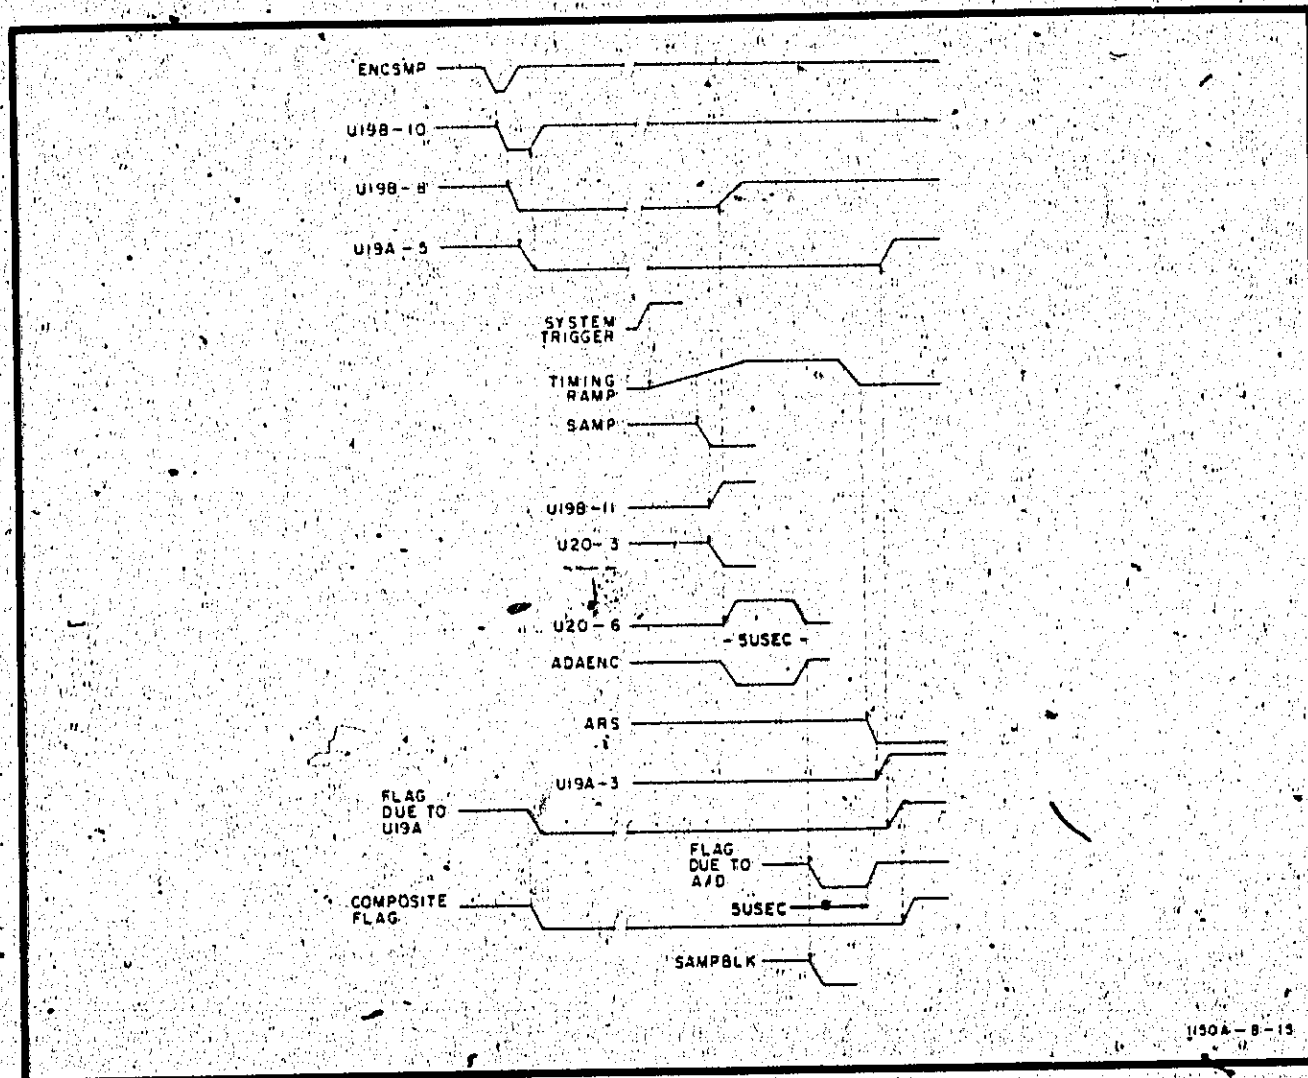 ENCSMP
U19B-10
U19B-8
U19A-5
SYSTEM
TRIGGER
TIMING
RAMP
SAMP
U19B-11
U20-3
U20-6
- 5USEC -
ADAENC
ARS
U19A-3
FLAG
DUE TO
U19A
FLAG
DUE TO
A/D
COMPOSITE
FLAG
5USEC
SAMPBLK
1150A-B-15